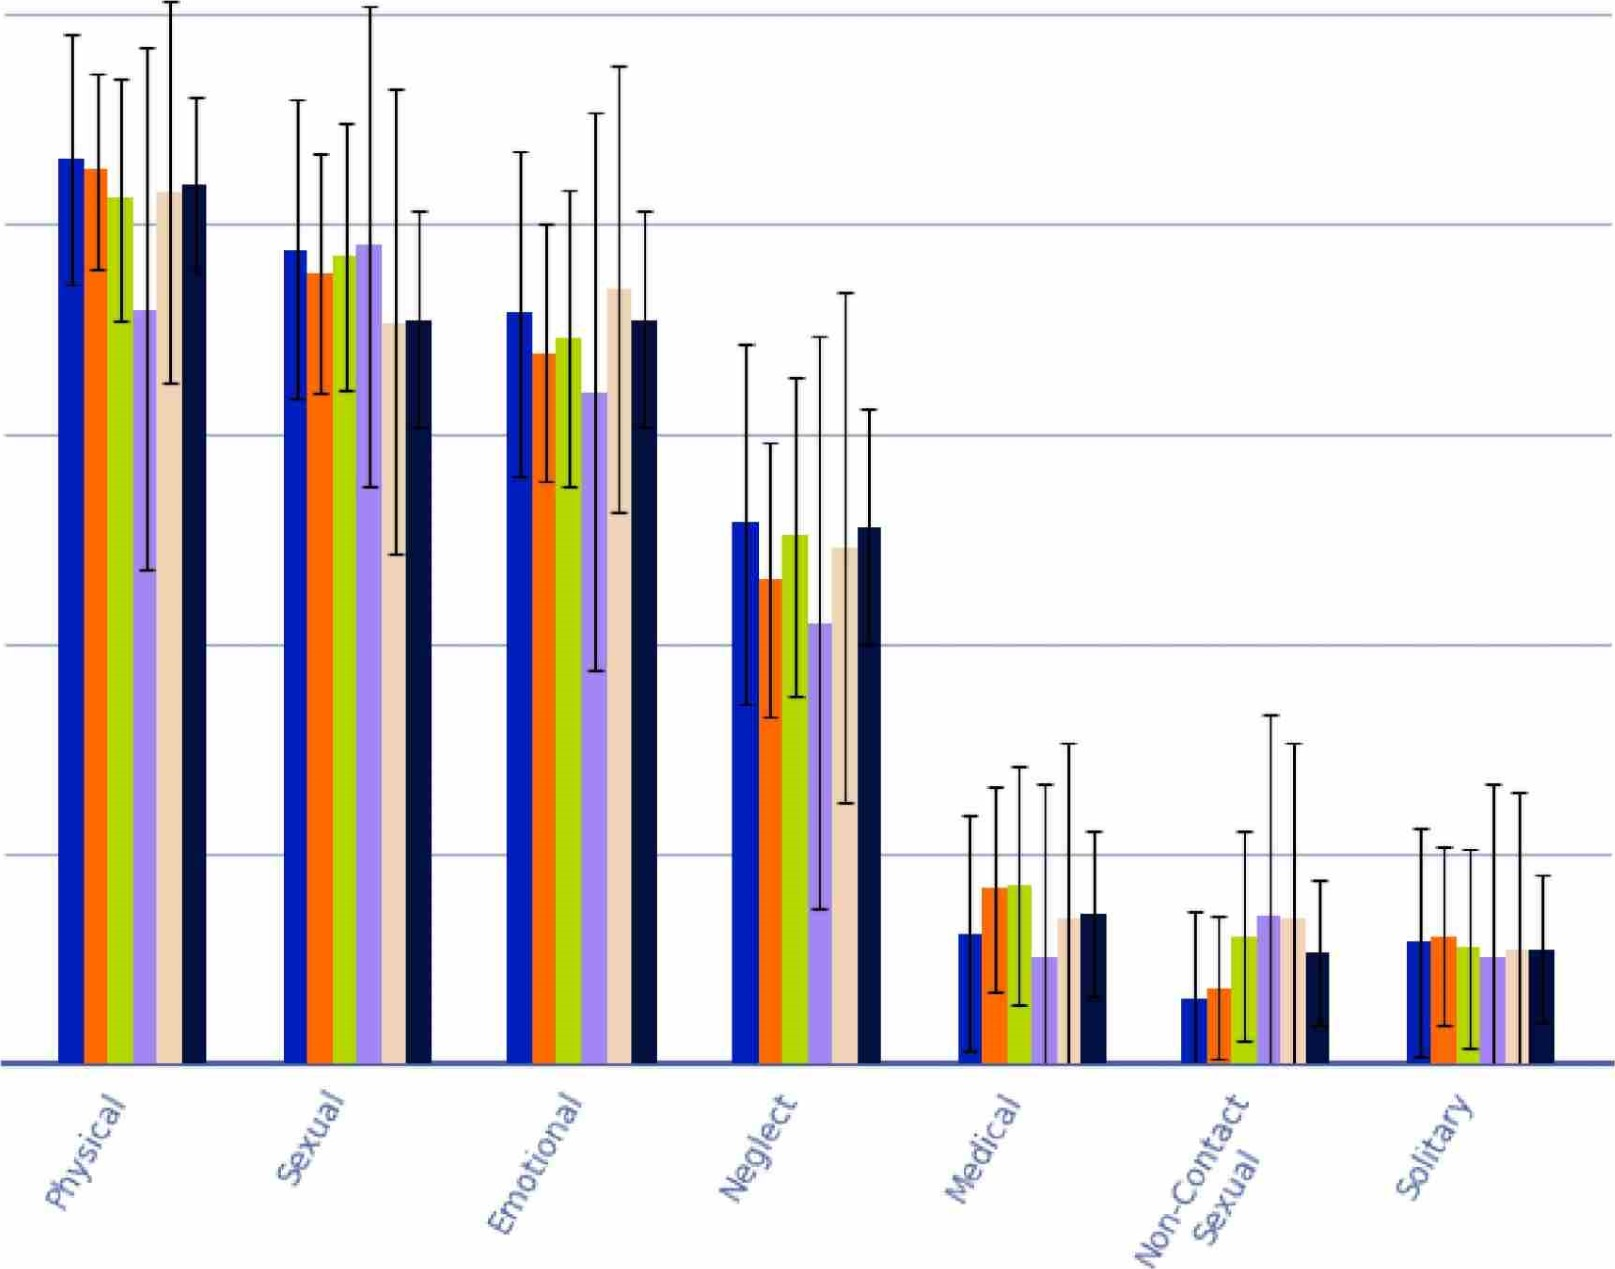 Physical
Sexual
Emotional
Neglect
Medical
Non-Contact
Sexual
Solitary